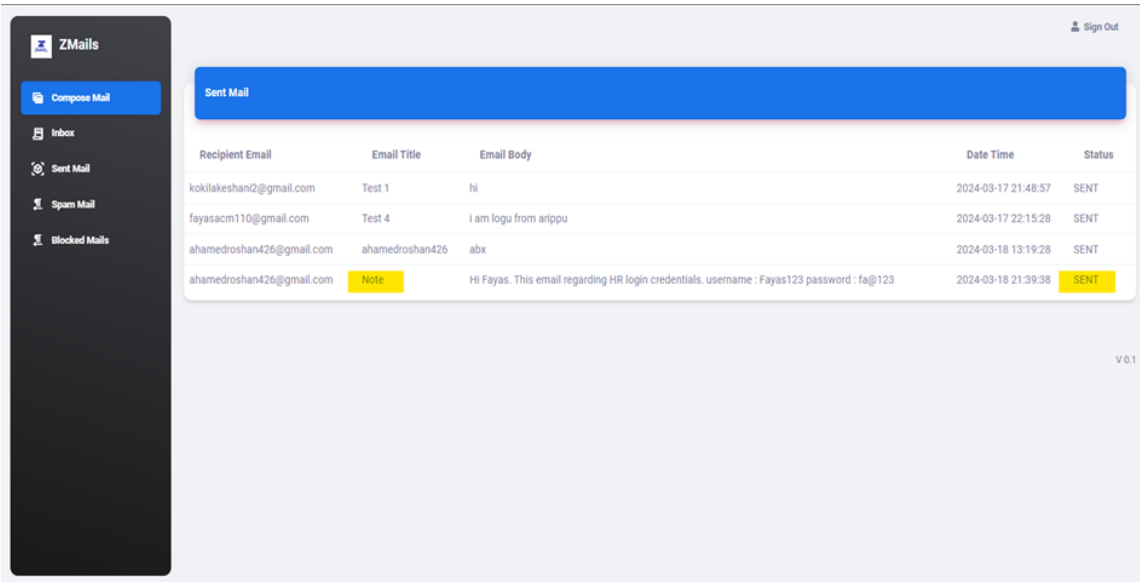 ZMails
Sign Out
Compose Mail
Inbox
Sent Mail
Spam Mail
Blocked Mails
Sent Mail
Recipient Email Email Title Email Body Date Time Status
kokilakeshani2@gmail.com Test 1 hi 2024-03-17 21:48:57 SENT
fayasacm110@gmail.com Test 4 i am logu from arippu 2024-03-17 22:15:28 SENT
ahamedroshan426@gmail.com ahamedroshan426 abx 2024-03-18 13:19:28 SENT
ahamedroshan426@gmail.com Note Hi Fayas. This email regarding HR login credentials. username : Fayas123 password : fa@123 2024-03-18 21:39:38 SENT
V 0.1